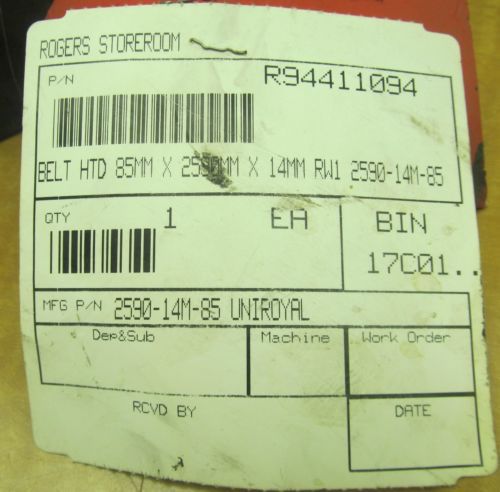 ROGERS STOREROOM
P/N
R94411094
BELT HTD 85MM X 2590MM X 14MM RW1 2590-14M-85
QTY 1 EA BIN
17C01..
MFG P/N 2590-14M-85 UNIROYAL
Dep&Sub Machine Work Order
RCVD BY DATE